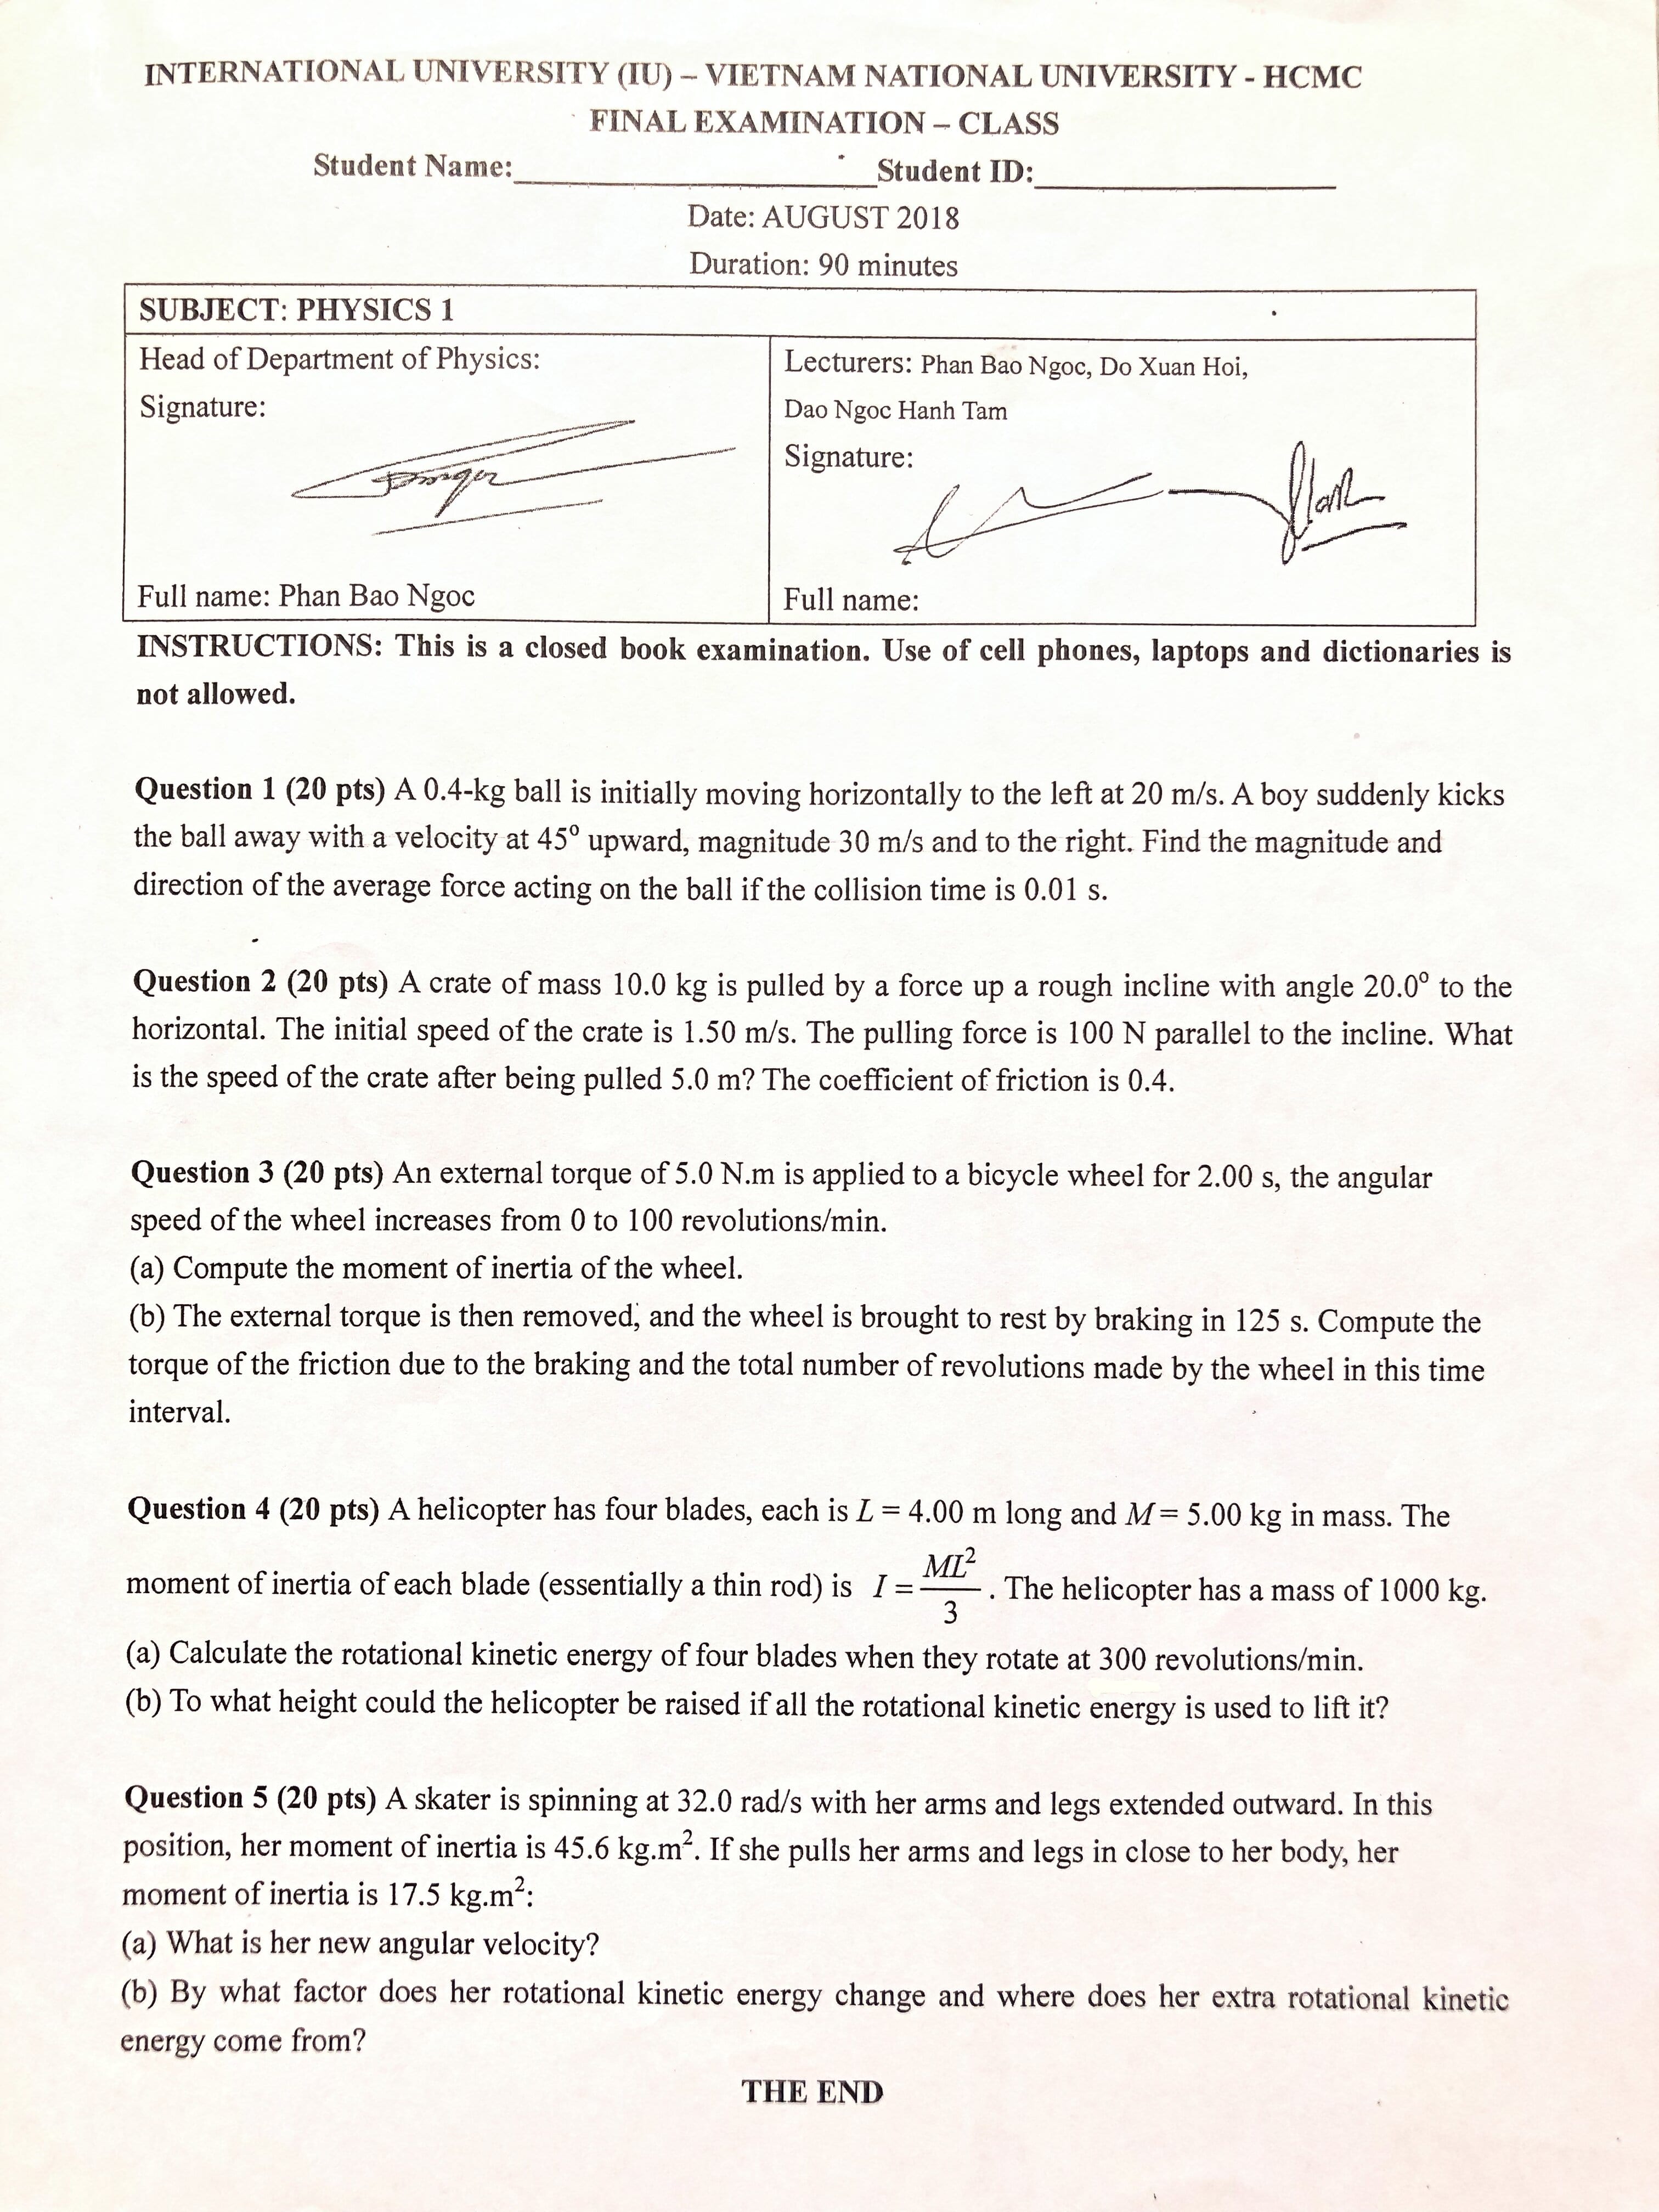 INTERNATIONAL UNIVERSITY (IU) – VIETNAM NATIONAL UNIVERSITY - HCMC
FINAL EXAMINATION – CLASS
Student Name:____________________Student ID:________________
Date: AUGUST 2018
Duration: 90 minutes
SUBJECT: PHYSICS 1
Head of Department of Physics:
Signature:
Full name: Phan Bao Ngoc
Lecturers: Phan Bao Ngoc, Do Xuan Hoi,
Dao Ngoc Hanh Tam
Signature:
Full name:
INSTRUCTIONS: This is a closed book examination. Use of cell phones, laptops and dictionaries is
not allowed.
Question 1 (20 pts) A 0.4-kg ball is initially moving horizontally to the left at 20 m/s. A boy suddenly kicks
the ball away with a velocity at 45º upward, magnitude 30 m/s and to the right. Find the magnitude and
direction of the average force acting on the ball if the collision time is 0.01 s.
Question 2 (20 pts) A crate of mass 10.0 kg is pulled by a force up a rough incline with angle 20.0º to the
horizontal. The initial speed of the crate is 1.50 m/s. The pulling force is 100 N parallel to the incline. What
is the speed of the crate after being pulled 5.0 m? The coefficient of friction is 0.4.
Question 3 (20 pts) An external torque of 5.0 N.m is applied to a bicycle wheel for 2.00 s, the angular
speed of the wheel increases from 0 to 100 revolutions/min.
(a) Compute the moment of inertia of the wheel.
(b) The external torque is then removed, and the wheel is brought to rest by braking in 125 s. Compute the
torque of the friction due to the braking and the total number of revolutions made by the wheel in this time
interval.
Question 4 (20 pts) A helicopter has four blades, each is L = 4.00 m long and M = 5.00 kg in mass. The
moment of inertia of each blade (essentially a thin rod) is I = ML²/3 . The helicopter has a mass of 1000 kg.
(a) Calculate the rotational kinetic energy of four blades when they rotate at 300 revolutions/min.
(b) To what height could the helicopter be raised if all the rotational kinetic energy is used to lift it?
Question 5 (20 pts) A skater is spinning at 32.0 rad/s with her arms and legs extended outward. In this
position, her moment of inertia is 45.6 kg.m². If she pulls her arms and legs in close to her body, her
moment of inertia is 17.5 kg.m²:
(a) What is her new angular velocity?
(b) By what factor does her rotational kinetic energy change and where does her extra rotational kinetic
energy come from?
THE END